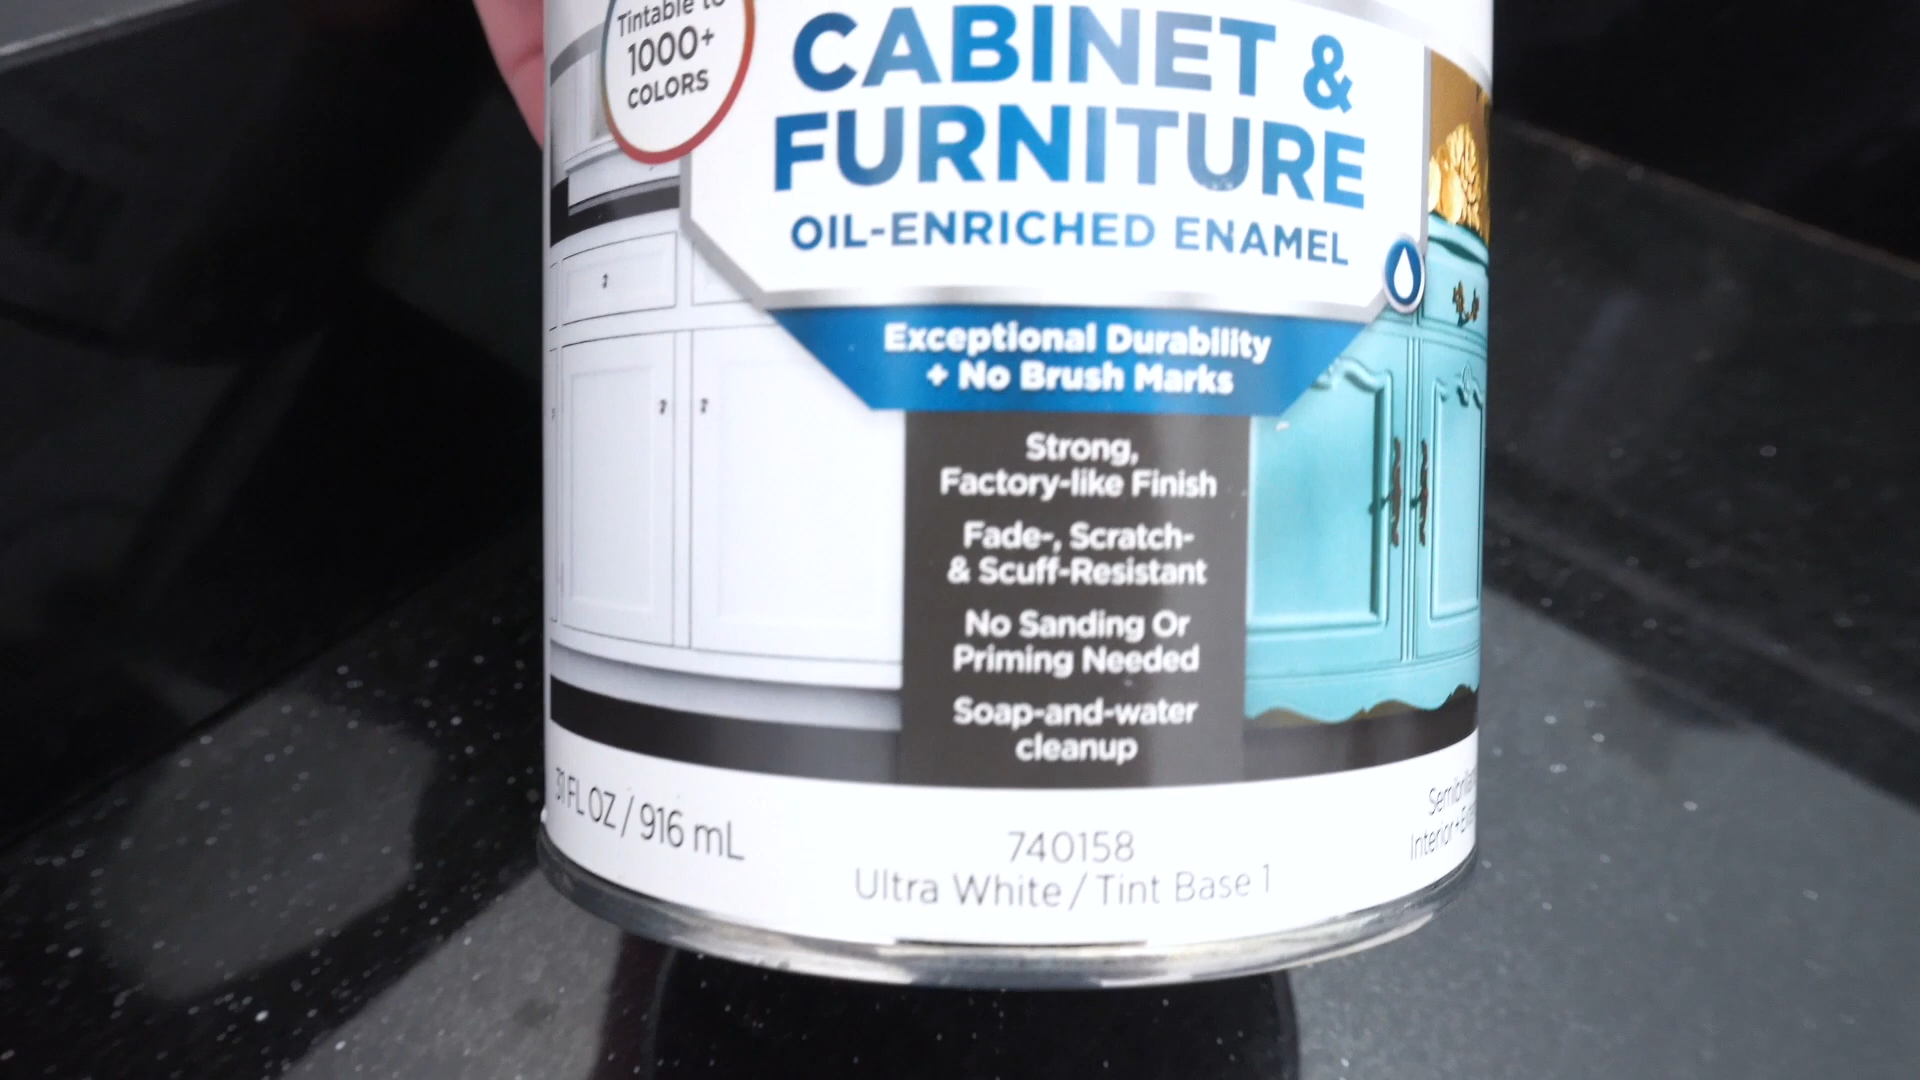 Tintable to
1000+
COLORS
CABINET &
FURNITURE
OIL-ENRICHED ENAMEL
Exceptional Durability
+ No Brush Marks
Strong,
Factory-like Finish
Fade-, Scratch-
& Scuff-Resistant
No Sanding Or
Priming Needed
Soap-and-water
cleanup
31 FL OZ / 916 mL
740158
Ultra White / Tint Base 1
Interior +